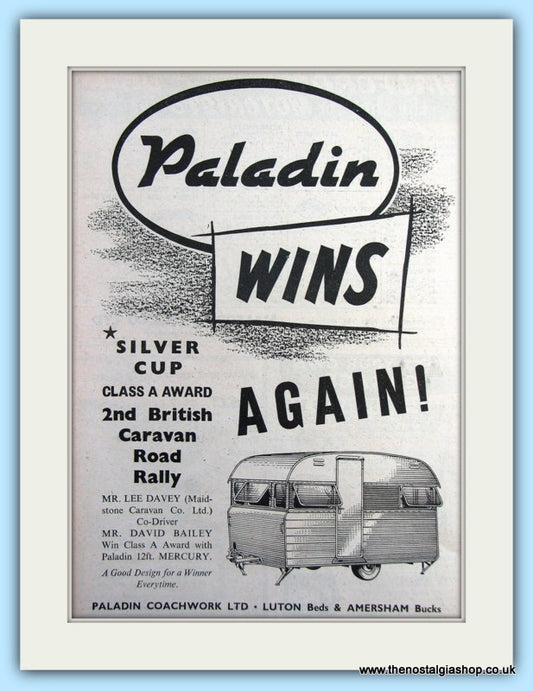 Paladin
WINS
AGAIN!
*SILVER
CUP
CLASS A AWARD
2nd British
Caravan
Road
Rally
MR. LEE DAVEY (Maid-
stone Caravan Co. Ltd.)
Co-Driver
MR. DAVID BAILEY
Win Class A Award with
Paladin 12ft. MERCURY.
A Good Design for a Winner
Everytime.
PALADIN COACHWORK LTD · LUTON Beds & AMERSHAM Bucks
www.thenostalgiashop.co.uk